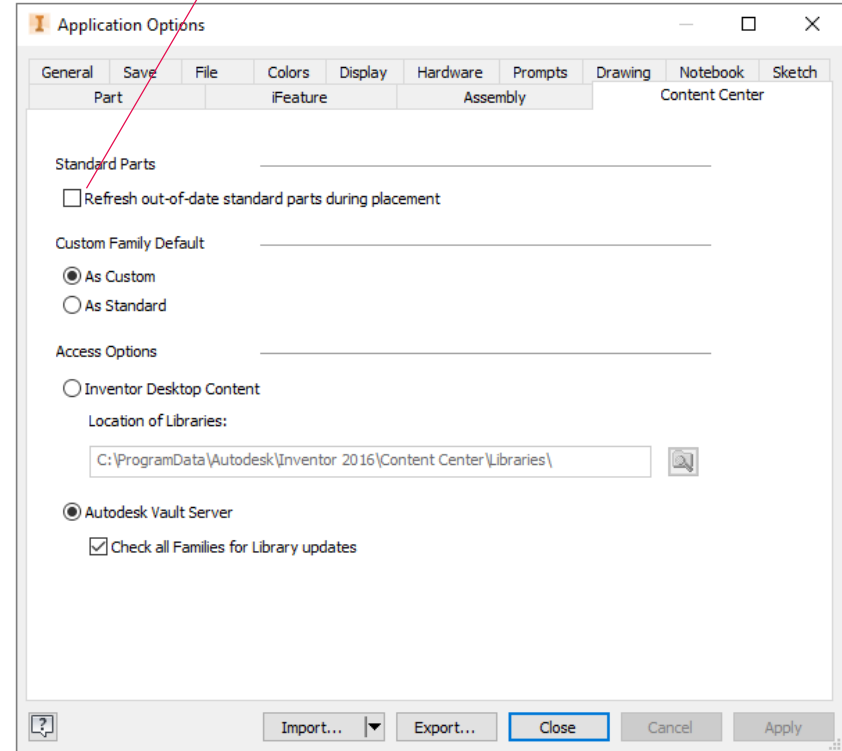 Application Options
General Save File Colors Display Hardware Prompts Drawing Notebook Sketch
Part iFeature Assembly Content Center
Standard Parts
Refresh out-of-date standard parts during placement
Custom Family Default
As Custom
As Standard
Access Options
Inventor Desktop Content
Location of Libraries:
C:\ProgramData\Autodesk\Inventor 2016\Content Center\Libraries\
Autodesk Vault Server
Check all Families for Library updates
Import... Export... Close Cancel Apply